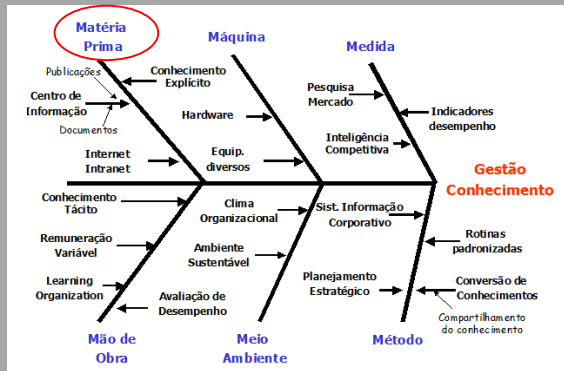 Matéria
Prima
Máquina
Medida
Publicações
Conhecimento
Explícito
Centro de
Informação
Documentos
Hardware
Pesquisa
Mercado
Indicadores
desempenho
Inteligência
Competitiva
Internet
Intranet
Equip.
diversos
Gestão
Conhecimento
Conhecimento
Tácito
Clima
Organizacional
Sist. Informação
Corporativo
Remuneração
Variável
Ambiente
Sustentável
Rotinas
padronizadas
Learning
Organization
Avaliação de
Desempenho
Planejamento
Estratégico
Conversão de
Conhecimentos
Compartilhamento
do conhecimento
Mão de
Obra
Meio
Ambiente
Método